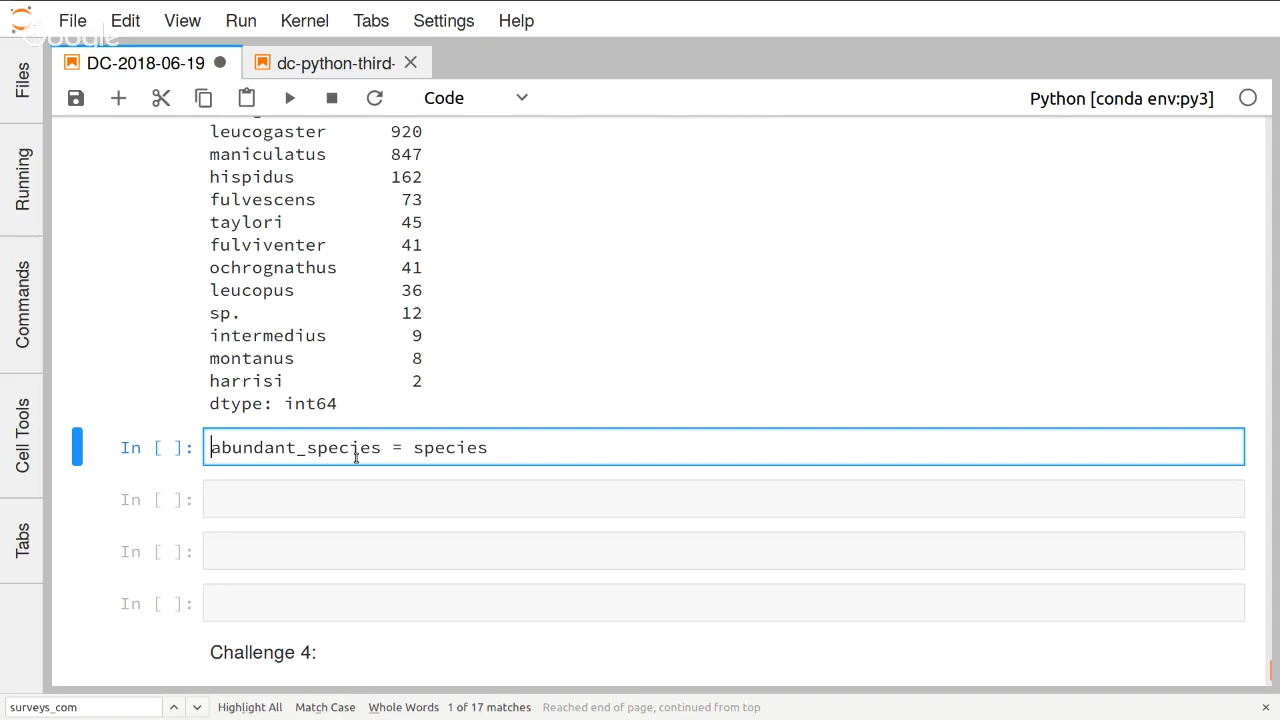 File Edit View Run Kernel Tabs Settings Help
Google
DC-2018-06-19 dc-python-third-
Code Python [conda env:py3]
leucogaster 920
maniculatus 847
hispidus 162
fulvescens 73
taylori 45
fulviventer 41
ochrognathus 41
leucopus 36
sp. 12
intermedius 9
montanus 8
harrisi 2
dtype: int64
In [ ]: abundant_species = species
In [ ]:
In [ ]:
In [ ]:
Challenge 4:
Files
Running
Commands
Cell Tools
Tabs
surveys_com Highlight All Match Case Whole Words 1 of 17 matches Reached end of page, continued from top